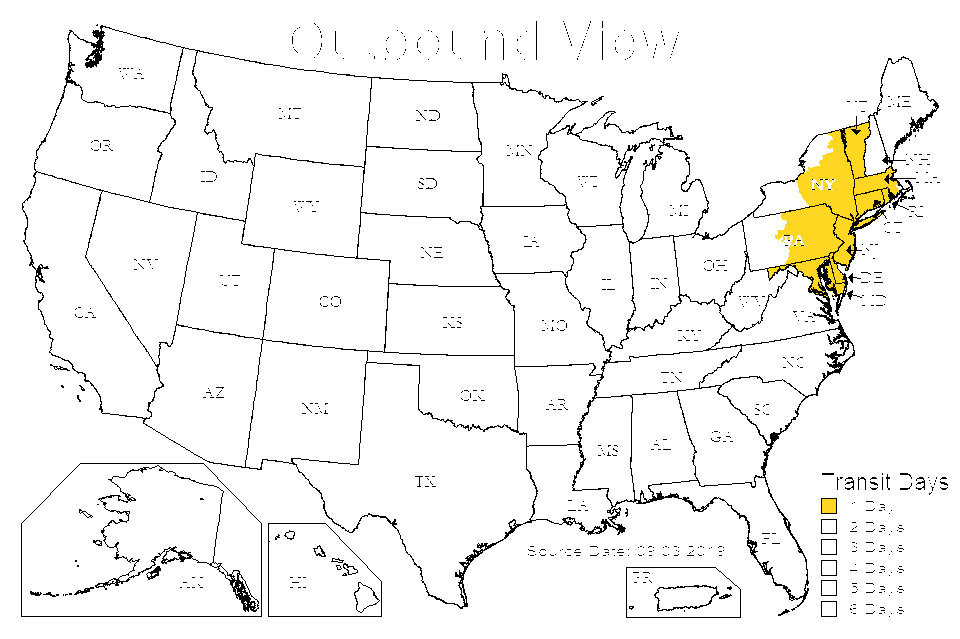 Outbound View
WA
MT
ND
MN
ME
OR
ID
SD
WI
NH
NY
WY
MI
RI
IA
CT
NV
NE
PA
NJ
UT
IL
IN
OH
DE
CO
WV
MD
CA
KS
MO
KY
VA
NC
TN
AZ
NM
OK
AR
SC
MS
AL
GA
TX
LA
FL
Transit Days
1 Day
2 Days
3 Days
4 Days
5 Days
6 Days
Source Date: 09.03.2019
AK
HI
PR